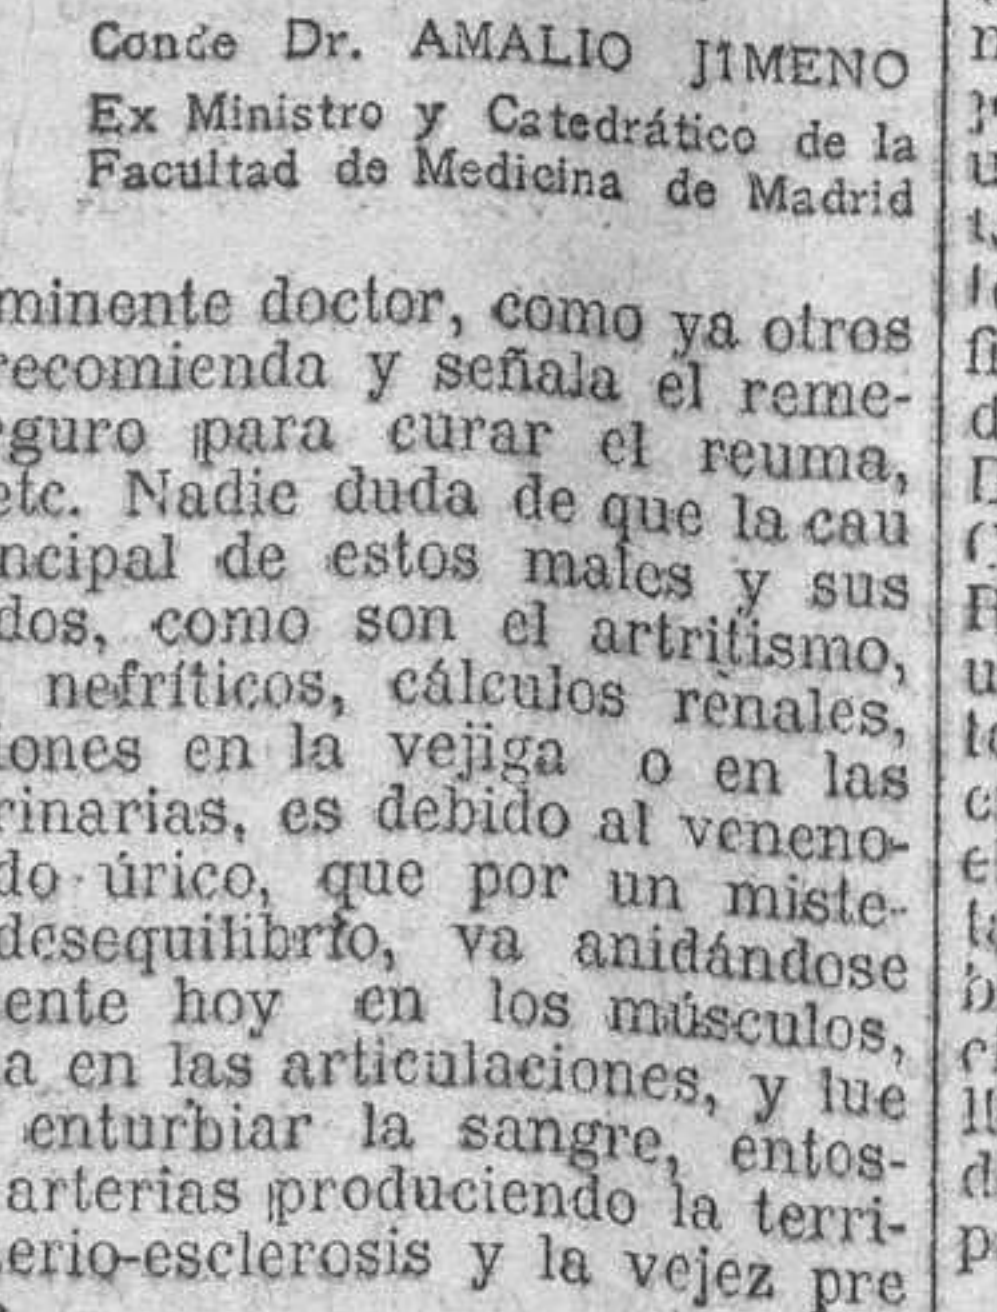 Conde Dr. AMALIO JIMENO
Ex Ministro y Catedrático de la
Facultad de Medicina de Madrid
minente doctor, como ya otros
recomienda y señala el reme-
guro para curar el reuma,
etc. Nadie duda de que la cau
ncipal de estos males y sus
dos, como son el artritismo,
nefríticos, cálculos renales,
iones en la vejiga o en las
rinarias, es debido al veneno-
do úrico, que por un miste-
desequilibrio, va anidándose
ente hoy en los músculos,
a en las articulaciones, y lue
enturbiar la sangre, entos-
arterias produciendo la terri-
erio-esclerosis y la vejez pre